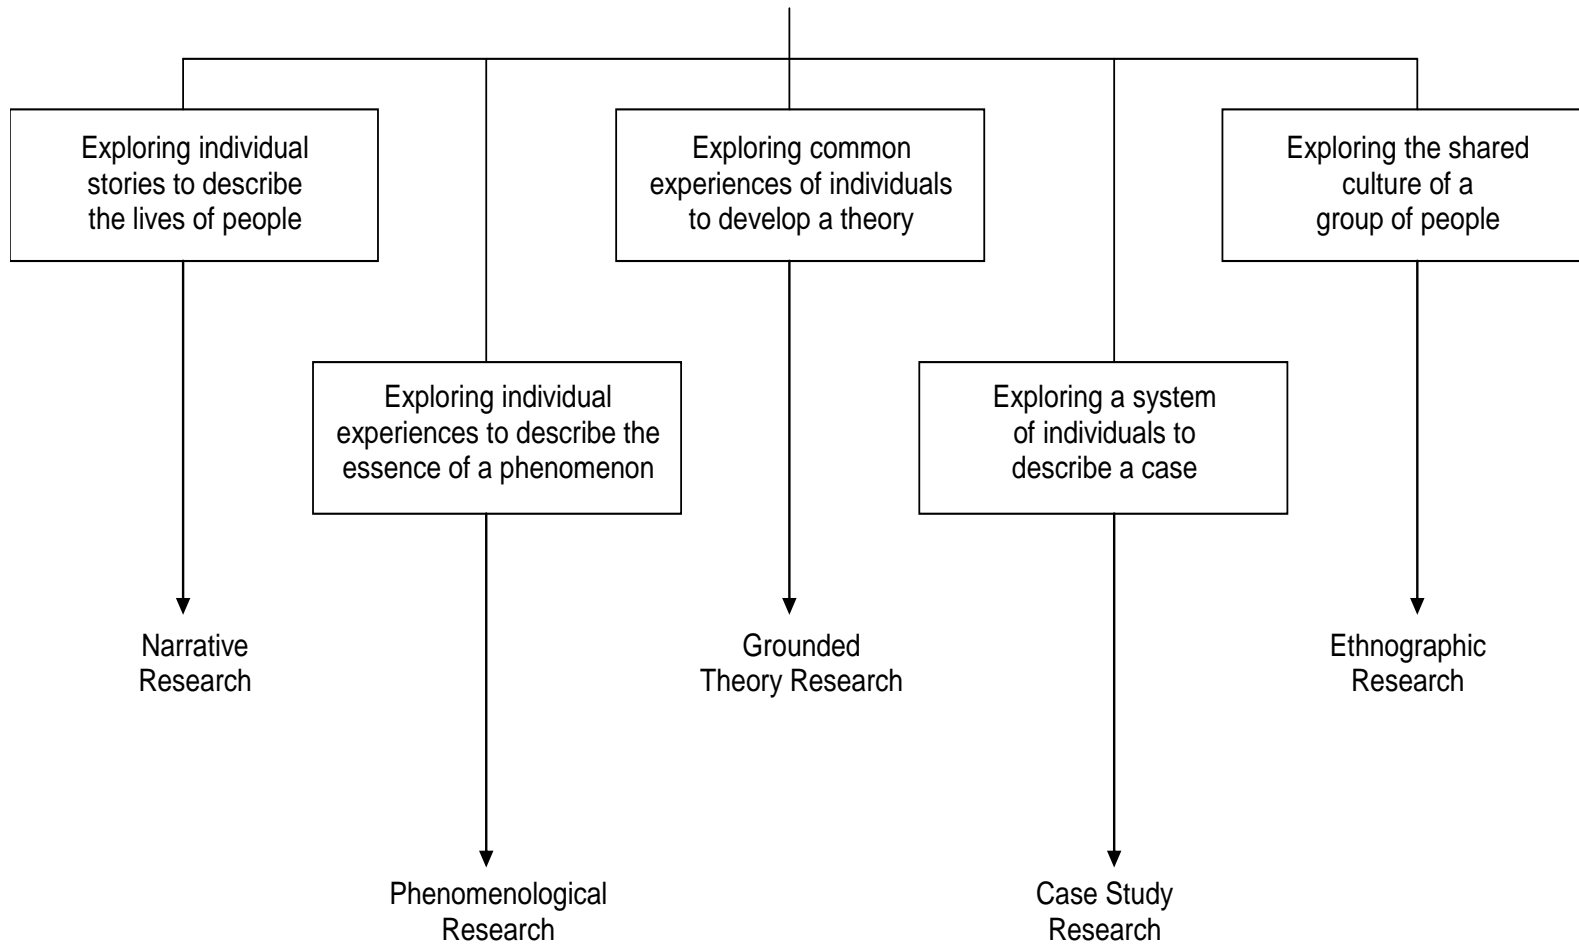 Exploring individual
stories to describe
the lives of people
Exploring common
experiences of individuals
to develop a theory
Exploring the shared
culture of a
group of people
Exploring individual
experiences to describe the
essence of a phenomenon
Exploring a system
of individuals to
describe a case
Narrative
Research
Grounded
Theory Research
Ethnographic
Research
Phenomenological
Research
Case Study
Research